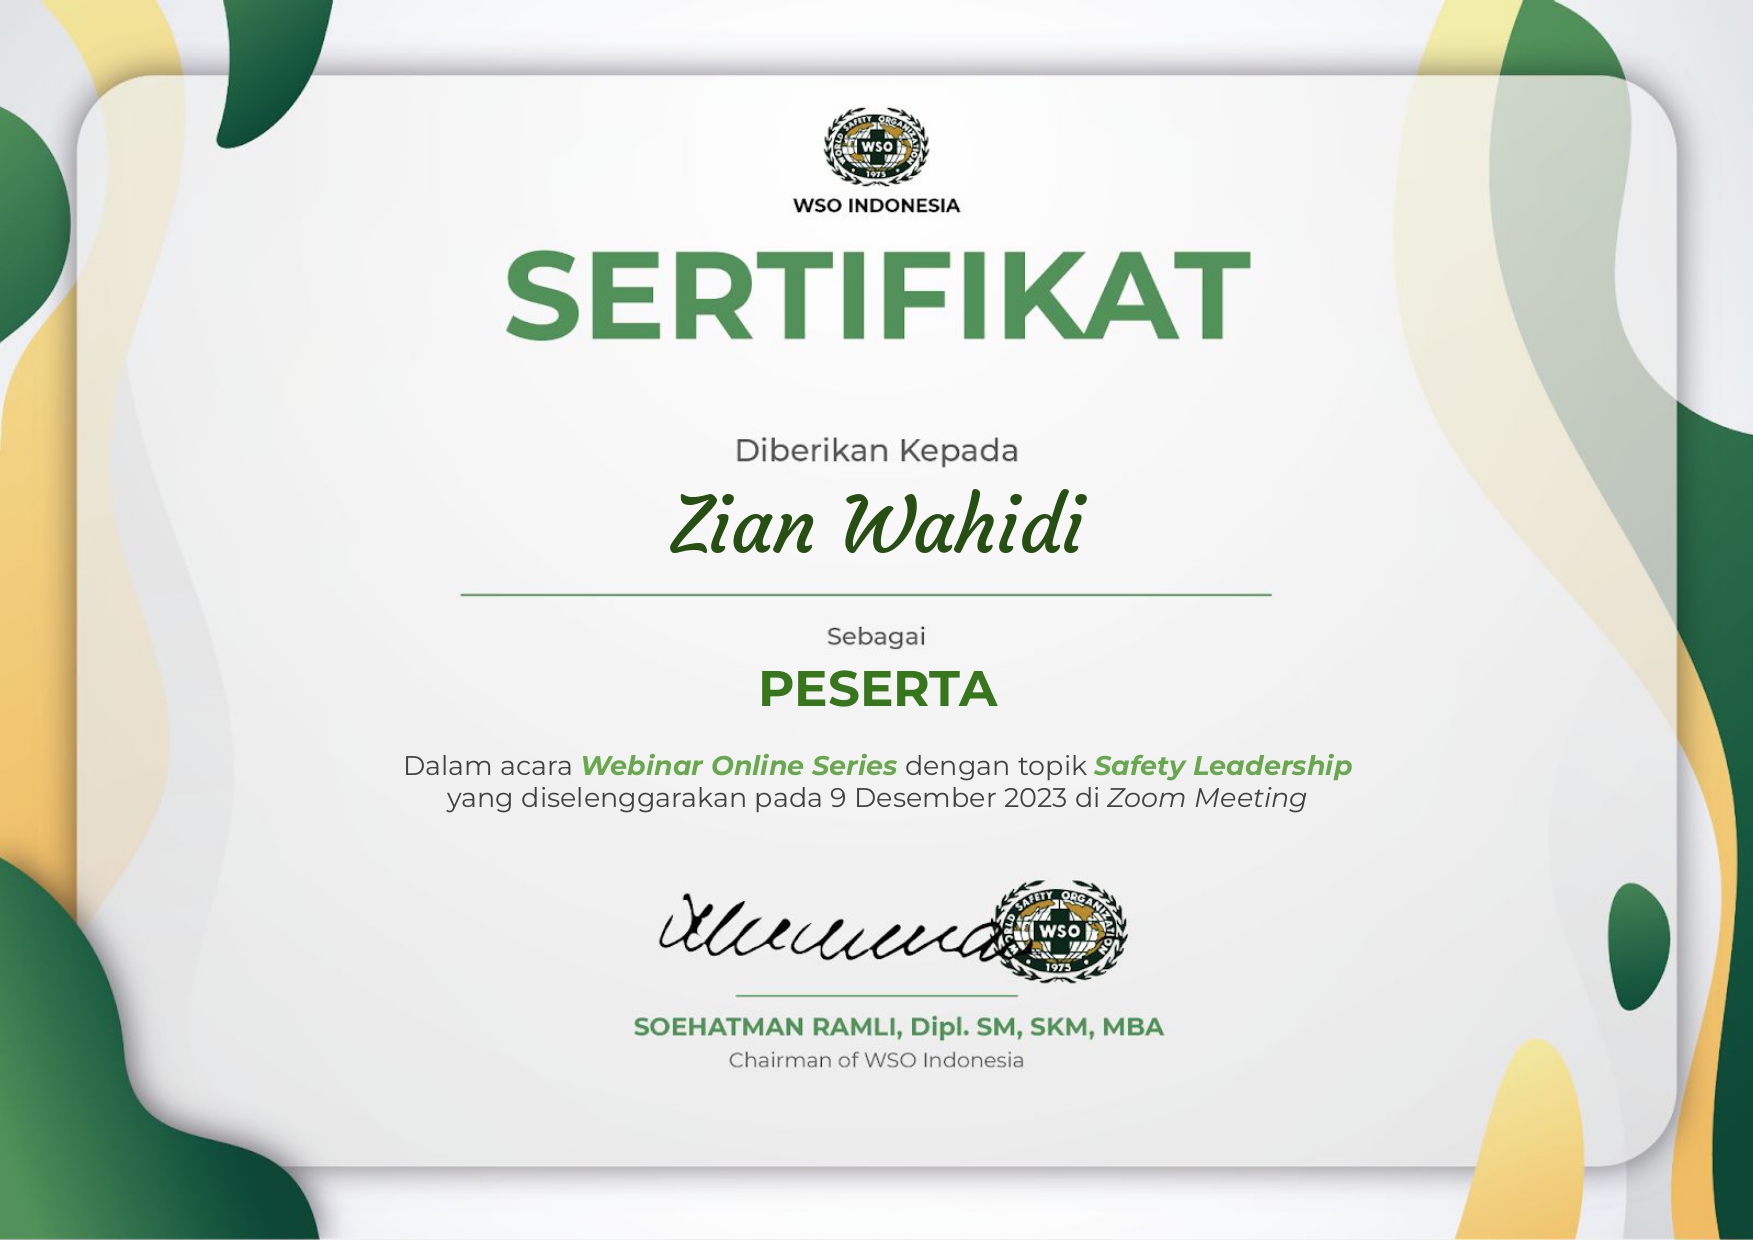 WORLD SAFETY ORGANIZATION
WSO
1975
WSO INDONESIA
SERTIFIKAT
Diberikan Kepada
Zian Wahidi
Sebagai
PESERTA
Dalam acara Webinar Online Series dengan topik Safety Leadership
yang diselenggarakan pada 9 Desember 2023 di Zoom Meeting
WORLD SAFETY ORGANIZATION
WSO
1975
SOEHATMAN RAMLI, Dipl. SM, SKM, MBA
Chairman of WSO Indonesia